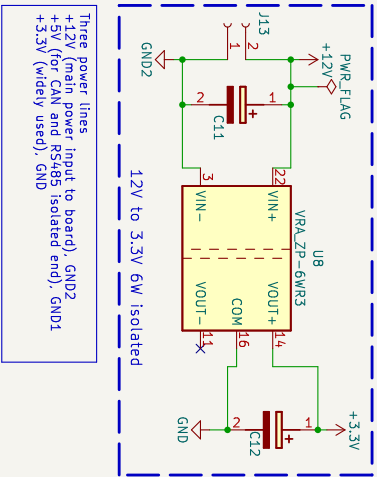 Three power lines
+12V (main power input to board), GND2
+5V (for CAN and RS485 isolated end), GND1
+3.3V (widely used), GND
12V to 3.3V 6W isolated
J13
1
2
GND2
+12V
PWR_FLAG
2
1
C11
3
22
VIN-
VIN+
U8
VRA_ZP-6WR3
VOUT-
COM
VOUT+
11
16
14
GND
2
1
C12
+3.3V